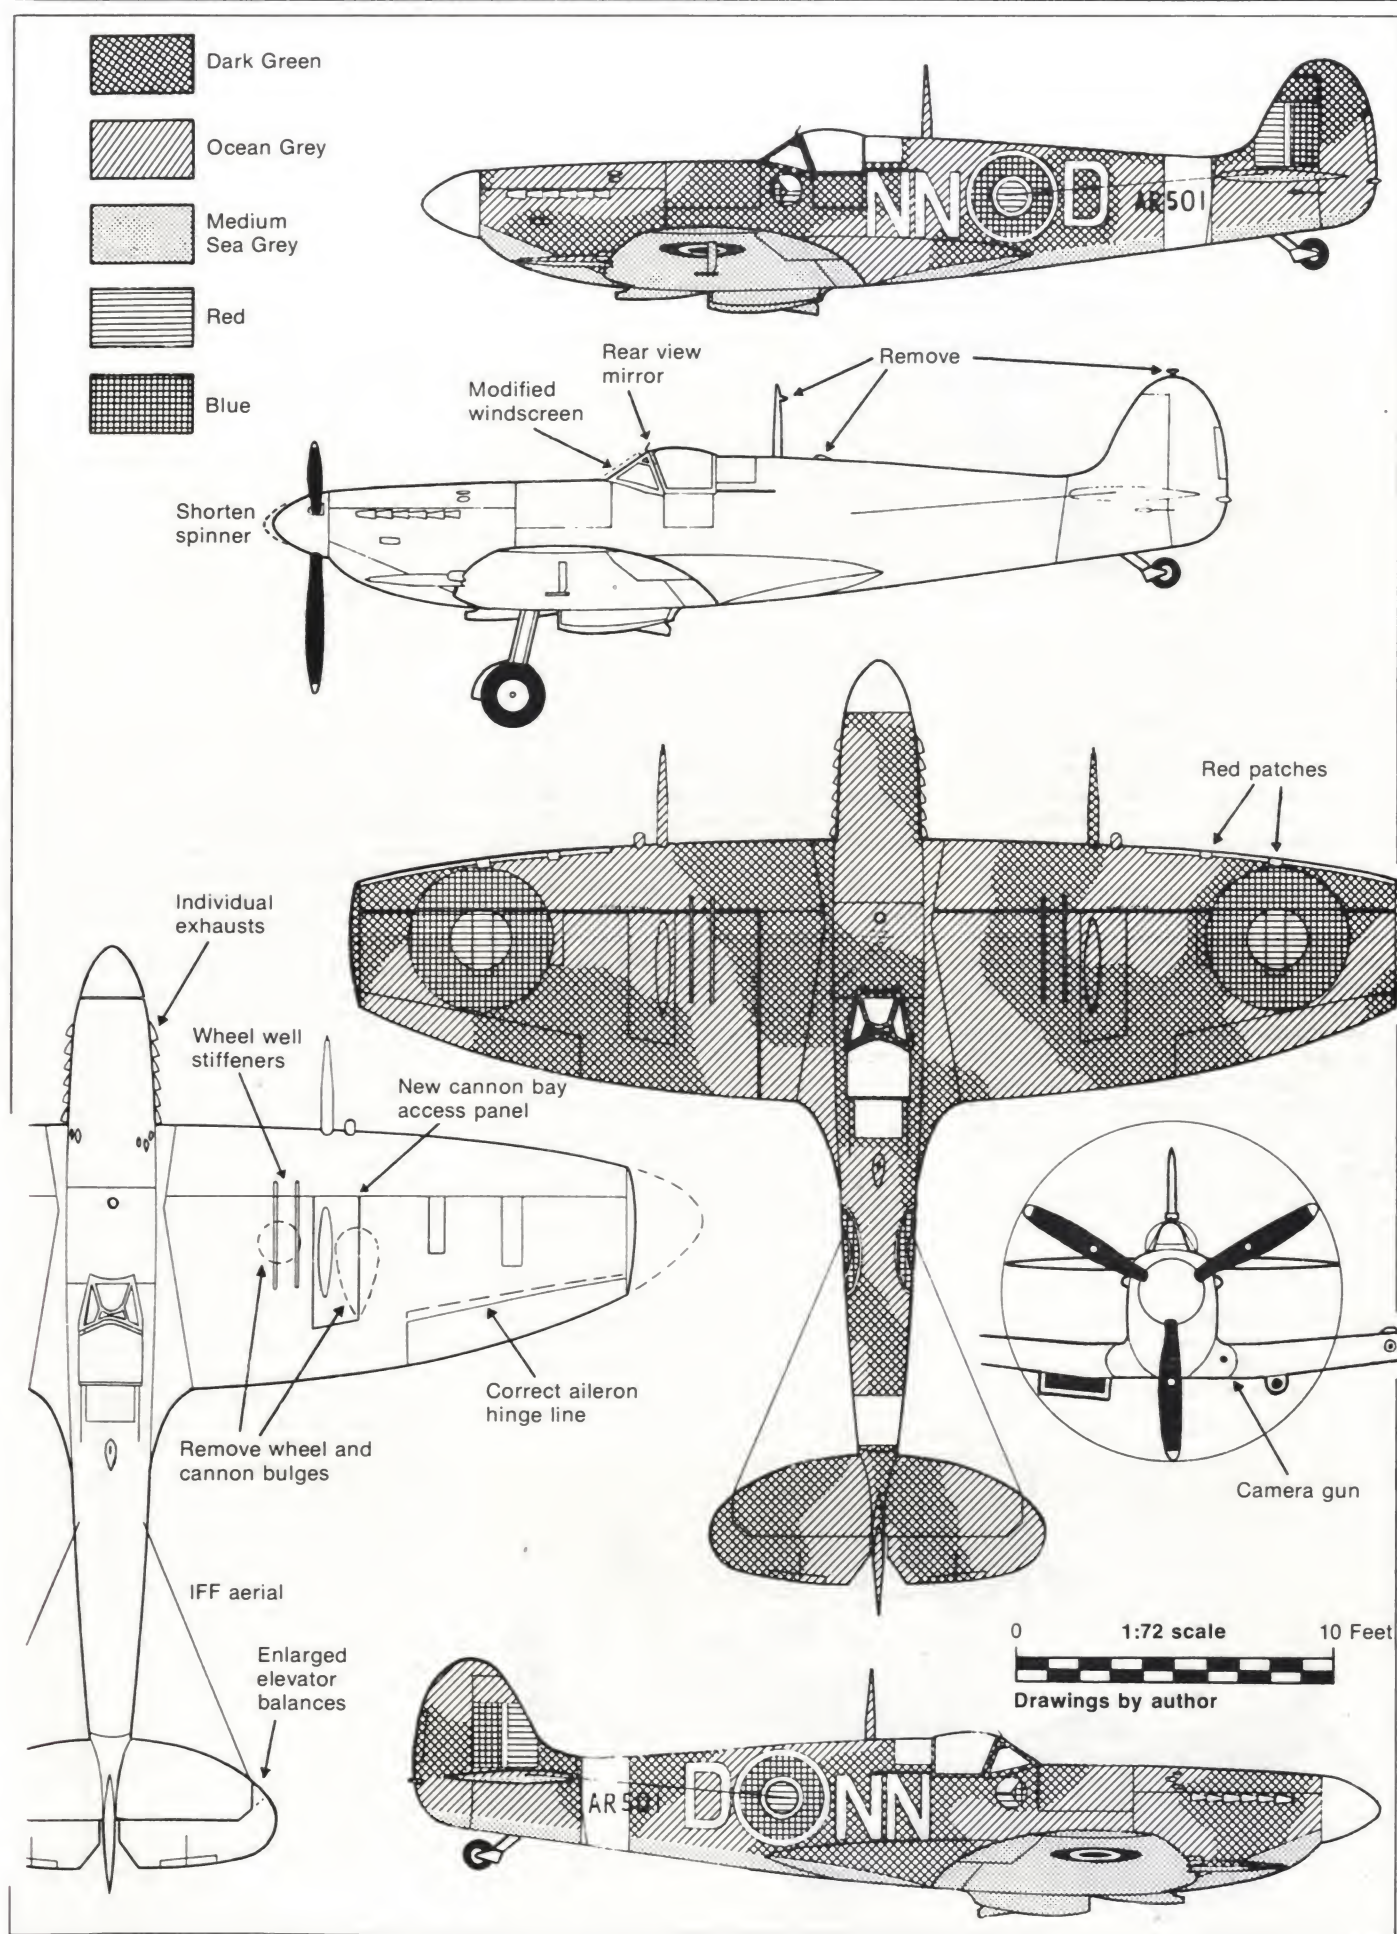 Dark Green
Ocean Grey
Medium
Sea Grey
Red
Blue
NN D AR501
Rear view
mirror
Remove
Modified
windscreen
Shorten
spinner
Red patches
Individual
exhausts
Wheel well
stiffeners
New cannon bay
access panel
Correct aileron
hinge line
Remove wheel and
cannon bulges
Camera gun
IFF aerial
Enlarged
elevator
balances
0 1:72 scale 10 Feet
Drawings by author
AR501 D NN